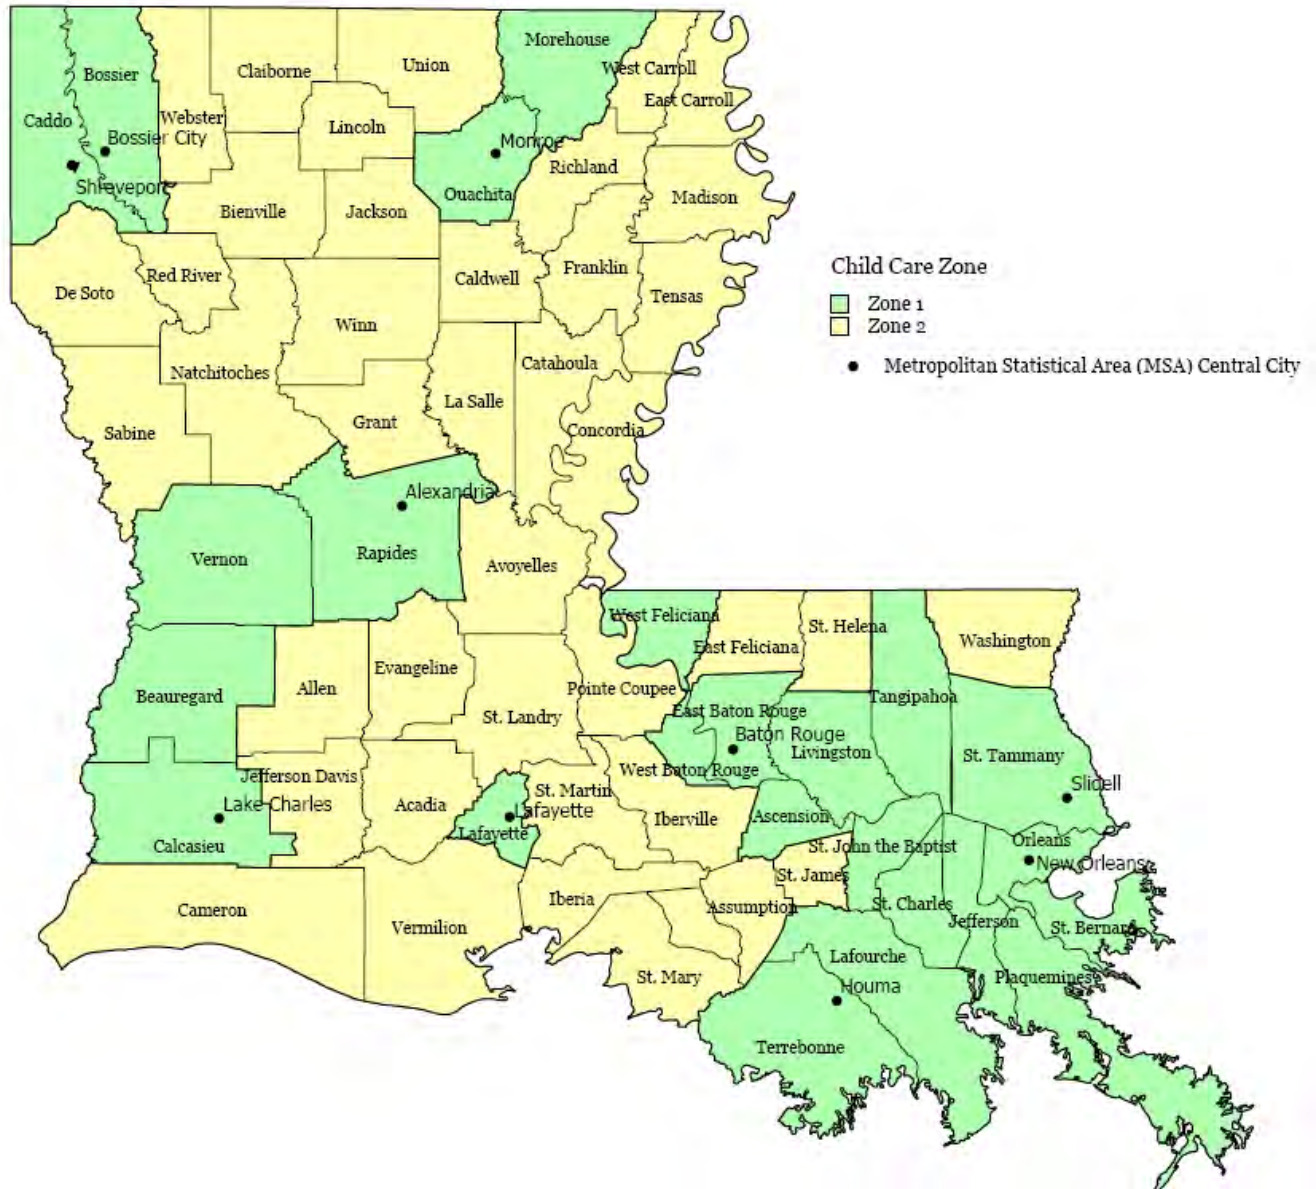 Morehouse
Union
West Carroll
Claiborne
Bossier
East Carroll
Webster
Caddo
Lincoln
Bossier City
Monroe
Richland
Shreveport
Ouachita
Madison
Bienville
Jackson
Child Care Zone
Red River
Franklin
Caldwell
De Soto
Tensas
Zone 1
Winn
Zone 2
Catahoula
Metropolitan Statistical Area (MSA) Central City
Natchitoches
La Salle
Grant
Concordia
Sabine
Alexandria
Rapides
Vernon
Avoyelles
West Feliciana
St. Helena
Washington
East Feliciana
Evangeline
Allen
Pointe Coupee
Beauregard
Tangipahoa
East Baton Rouge
St. Landry
Baton Rouge
Livingston
St. Tammany
West Baton Rouge
Jefferson Davis
Slidell
St. Martin
Lake Charles
Acadia
Lafayette
Ascension
Iberville
Lafayette
Orleans
Calcasieu
St. John the Baptist
New Orleans
St. James
Iberia
St. Charles
Assumption
Cameron
Jefferson
Vermilion
St. Bernard
Lafourche
St. Mary
Plaquemines
Houma
Terrebonne